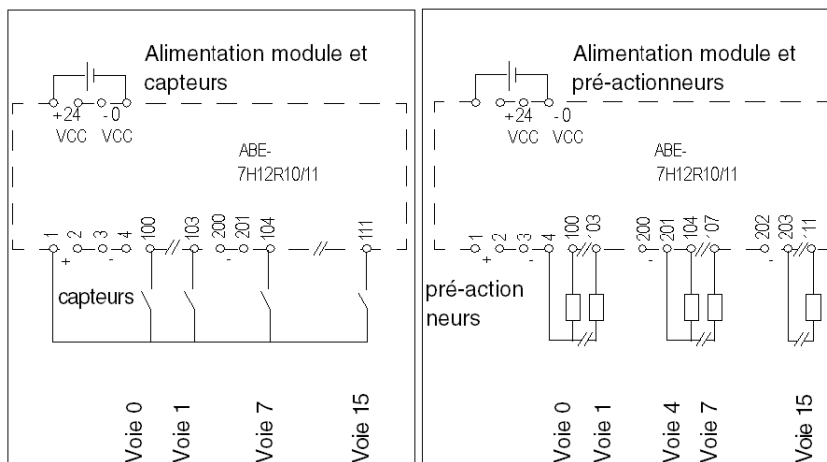 Alimentation module et
capteurs
+24 -0
VCC VCC
ABE-
7H12R10/11
1 2 3 4 100 103 200 201 104 111
+ - -
capteurs
Voie 0 Voie 1 Voie 7 Voie 15
Alimentation module et
pré-actionneurs
+24 -0
VCC VCC
ABE-
7H12R10/11
1 2 3 4 100 '03 200 201 104 '07 202 203 '11
+ - - -
pré-action
neurs
Voie 0 Voie 1 Voie 4 Voie 7 Voie 15